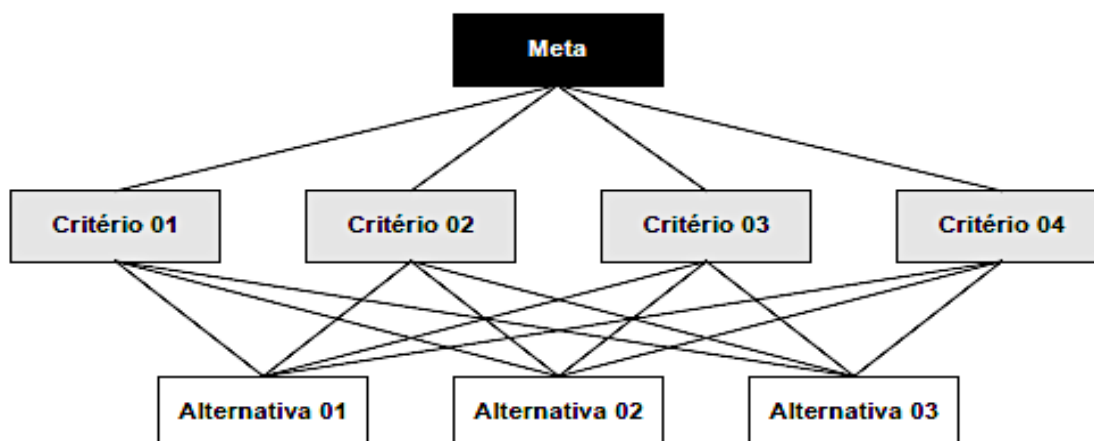 Meta
Critério 01
Critério 02
Critério 03
Critério 04
Alternativa 01
Alternativa 02
Alternativa 03